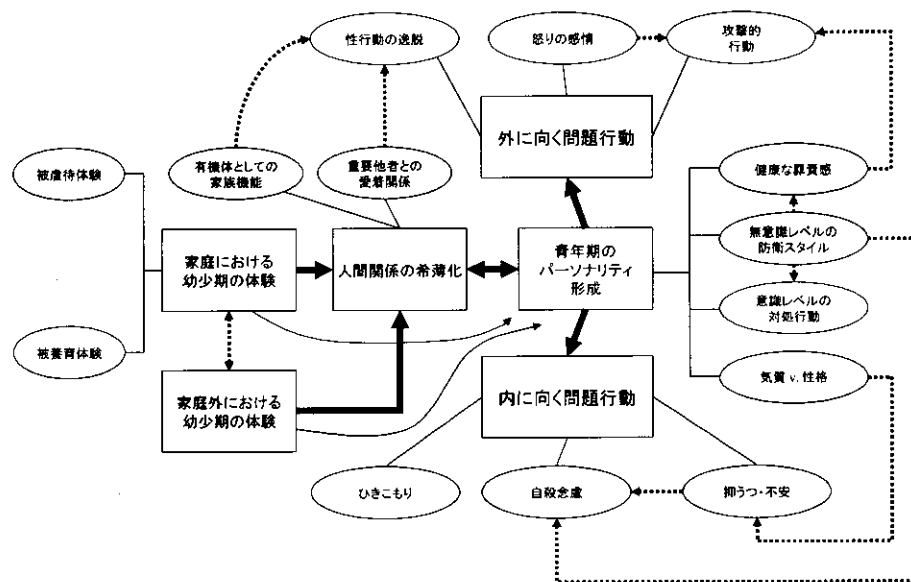 性行動の逸脱
怒りの感情
攻撃的
行動
外に向く問題行動
被虐待体験
有機体としての
家族機能
重要他者との
愛着関係
健康な罪責感
無意識レベルの
防衛スタイル
家庭における
幼少期の体験
人間関係の希薄化
青年期の
パーソナリティ
形成
意識レベルの
対処行動
被養育体験
家庭外における
幼少期の体験
内に向く問題行動
気質 v. 性格
ひきこもり
自殺念慮
抑うつ・不安